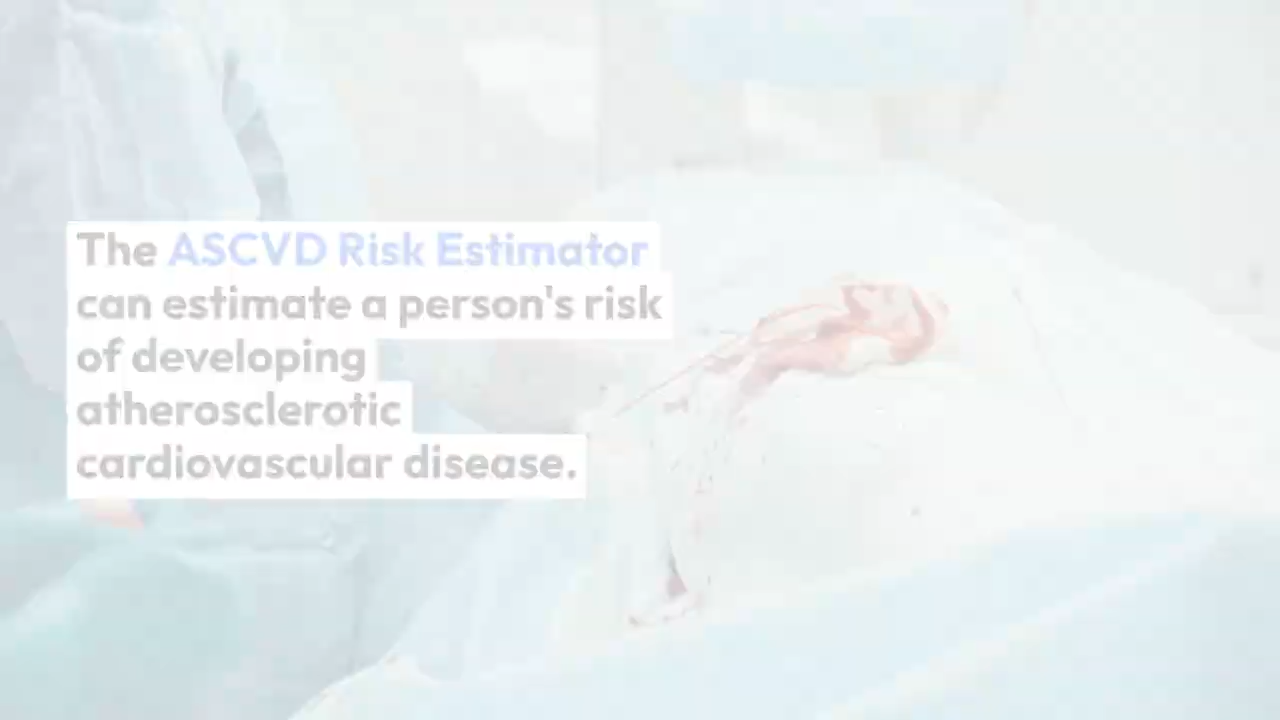 The ASCVD Risk Estimator
can estimate a person's risk
of developing
atherosclerotic
cardiovascular disease.